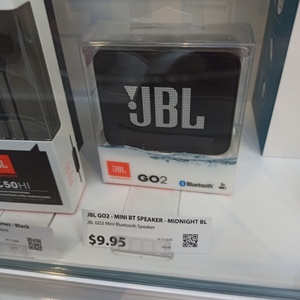 JBL
JBL
GO2
Bluetooth
JBL
50HI
- Black
JBL GO2 - MINI BT SPEAKER - MIDNIGHT BL
JBL GO2 Mini Bluetooth Speaker
$9.95